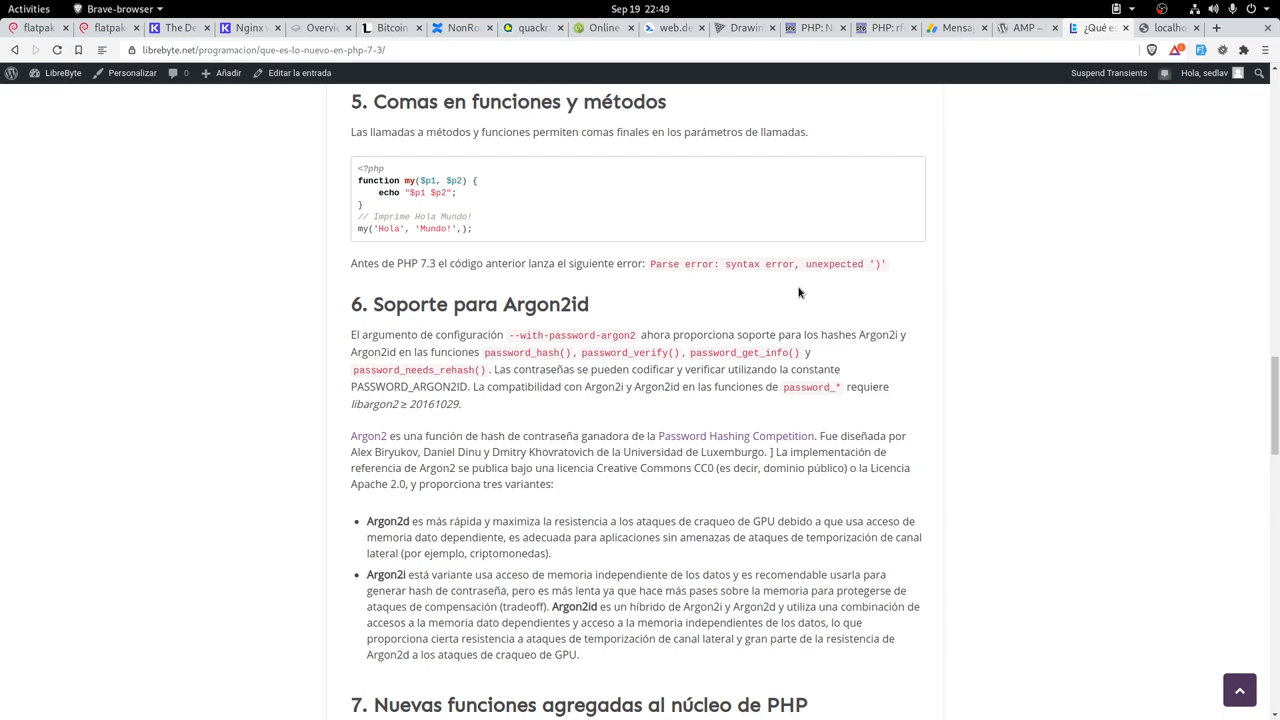 Activities
Brave-browser
Sep 19 22:49
flatpak
flatpak
The De
Nginx
Overvie
Bitcoin
NonRo
quackr
Online
web.de
Drawin
PHP: N
PHP: rf
Mensaj
AMP –
¿Qué es
localho
librebyte.net/programacion/que-es-lo-nuevo-en-php-7-3/
LibreByte
Personalizar
0
Añadir
Editar la entrada
Suspend Transients
Hola, sedlav
5. Comas en funciones y métodos
Las llamadas a métodos y funciones permiten comas finales en los parámetros de llamadas.
<?php
function my($p1, $p2) {
echo "$p1 $p2";
}
// Imprime Hola Mundo!
my('Hola', 'Mundo!',);
Antes de PHP 7.3 el código anterior lanza el siguiente error: Parse error: syntax error, unexpected ')'
6. Soporte para Argon2id
El argumento de configuración --with-password-argon2 ahora proporciona soporte para los hashes Argon2i y
Argon2id en las funciones password_hash(), password_verify(), password_get_info() y
password_needs_rehash(). Las contraseñas se pueden codificar y verificar utilizando la constante
PASSWORD_ARGON2ID. La compatibilidad con Argon2i y Argon2id en las funciones de password_* requiere
libargon2 ≥ 20161029.
Argon2 es una función de hash de contraseña ganadora de la Password Hashing Competition. Fue diseñada por
Alex Biryukov, Daniel Dinu y Dmitry Khovratovich de la Universidad de Luxemburgo. ] La implementación de
referencia de Argon2 se publica bajo una licencia Creative Commons CC0 (es decir, dominio público) o la Licencia
Apache 2.0, y proporciona tres variantes:
Argon2d es más rápida y maximiza la resistencia a los ataques de craqueo de GPU debido a que usa acceso de
memoria dato dependiente, es adecuada para aplicaciones sin amenazas de ataques de temporización de canal
lateral (por ejemplo, criptomonedas).
Argon2i está variante usa acceso de memoria independiente de los datos y es recomendable usarla para
generar hash de contraseña, pero es más lenta ya que hace más pases sobre la memoria para protegerse de
ataques de compensación (tradeoff). Argon2id es un híbrido de Argon2i y Argon2d y utiliza una combinación de
accesos a la memoria dato dependientes y acceso a la memoria independientes de los datos, lo que
proporciona cierta resistencia a ataques de temporización de canal lateral y gran parte de la resistencia de
Argon2d a los ataques de craqueo de GPU.
7. Nuevas funciones agregadas al núcleo de PHP